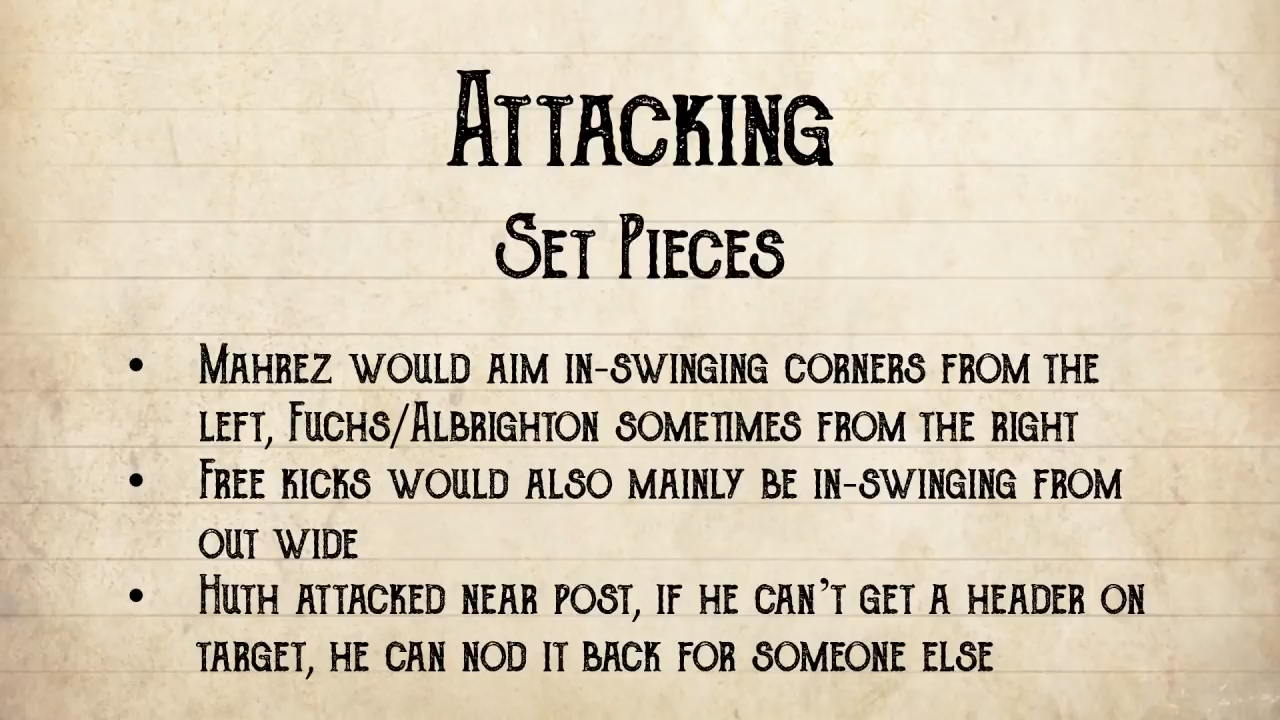 Attacking
Set Pieces
• Mahrez would aim in-swinging corners from the
left, Fuchs/Albrighton sometimes from the right
• Free kicks would also mainly be in-swinging from
out wide
• Huth attacked near post, if he can't get a header on
target, he can nod it back for someone else